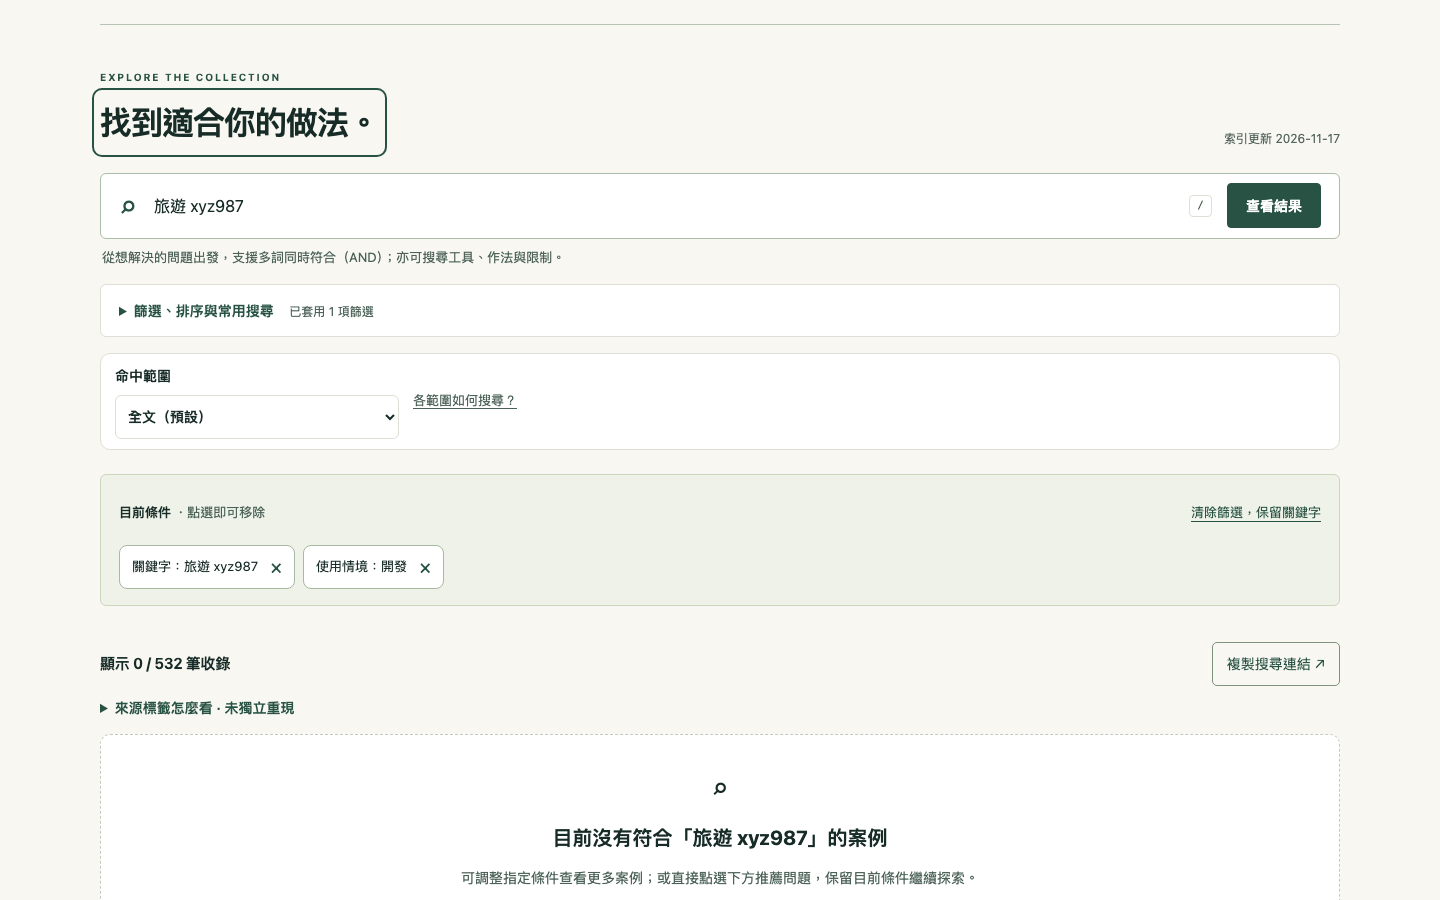 EXPLORE THE COLLECTION
找到適合你的做法。
索引更新 2026-11-17
旅遊 xyz987
/
查看結果
從想解決的問題出發，支援多詞同時符合（AND）；亦可搜尋工具、作法與限制。
▶ 篩選、排序與常用搜尋 已套用 1 項篩選
命中範圍
全文（預設）
各範圍如何搜尋？
目前條件 · 點選即可移除
清除篩選，保留關鍵字
關鍵字：旅遊 xyz987 ×
使用情境：開發 ×
顯示 0 / 532 筆收錄
複製搜尋連結 ↗
▶ 來源標籤怎麼看 · 未獨立重現
目前沒有符合「旅遊 xyz987」的案例
可調整指定條件查看更多案例；或直接點選下方推薦問題，保留目前條件繼續探索。